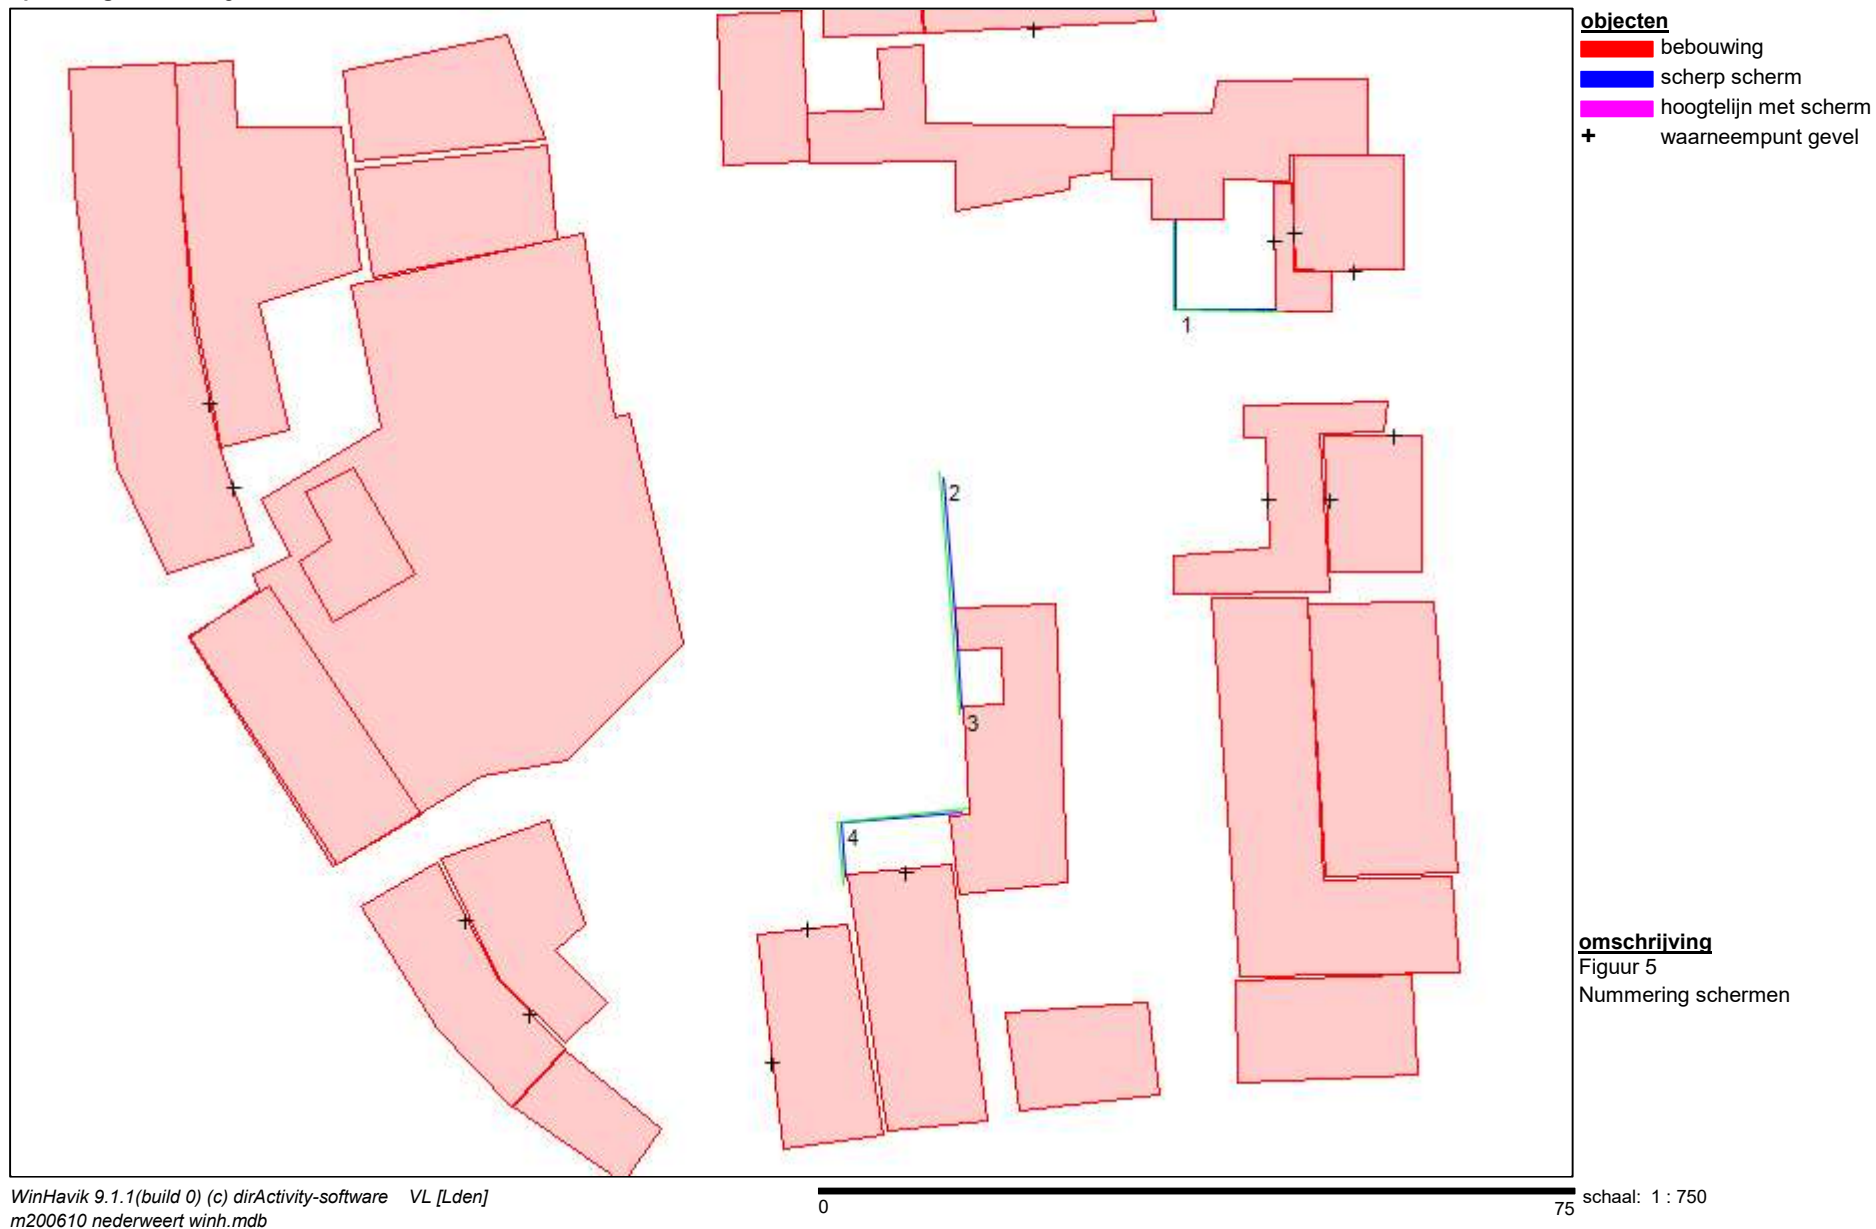 objecten
bebouwing
scherp scherm
hoogtelijn met scherm
waarneempunt gevel
1
2
3
4
omschrijving
Figuur 5
Nummering schermen
WinHavik 9.1.1(build 0) (c) dirActivity-software VL [Lden]
0 75 schaal: 1 : 750
m200610 nederweert winh.mdb